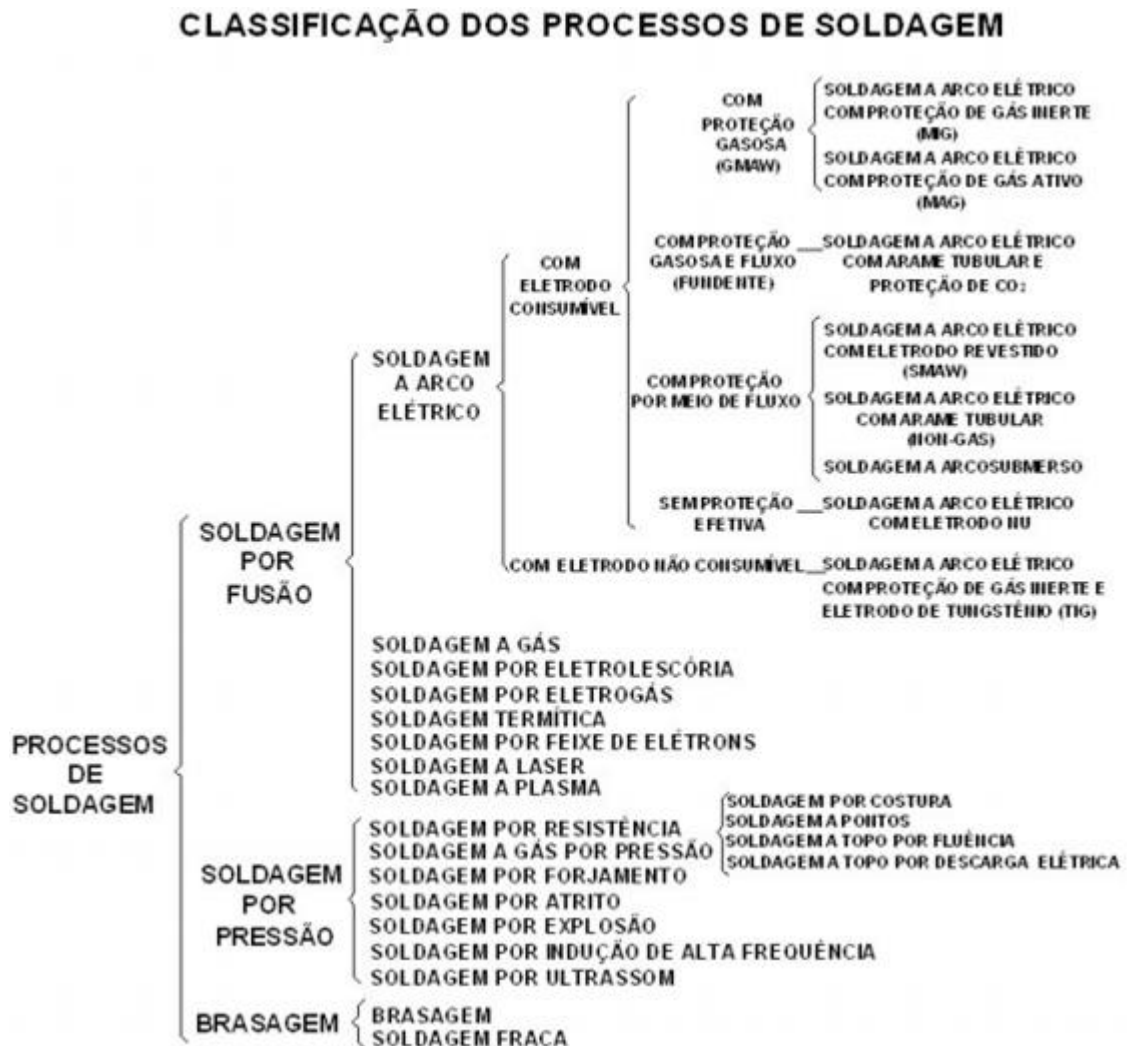 CLASSIFICAÇÃO DOS PROCESSOS DE SOLDAGEM
PROCESSOS
DE
SOLDAGEM
SOLDAGEM
POR
FUSÃO
SOLDAGEM
A ARCO
ELÉTRICO
COM
ELETRODO
CONSUMÍVEL
COM
PROTEÇÃO
GASOSA
(GMAW)
SOLDAGEM A ARCO ELÉTRICO
COM PROTEÇÃO DE GÁS INERTE
(MIG)
SOLDAGEM A ARCO ELÉTRICO
COM PROTEÇÃO DE GÁS ATIVO
(MAG)
COM PROTEÇÃO
GASOSA E FLUXO
(FUNDENTE)
SOLDAGEM A ARCO ELÉTRICO
COM ARAME TUBULAR E
PROTEÇÃO DE CO₂
COM PROTEÇÃO
POR MEIO DE FLUXO
SOLDAGEM A ARCO ELÉTRICO
COM ELETRODO REVESTIDO
(SMAW)
SOLDAGEM A ARCO ELÉTRICO
COM ARAME TUBULAR
(NON-GAS)
SOLDAGEM A ARCO SUBMERSO
SEM PROTEÇÃO
EFETIVA
SOLDAGEM A ARCO ELÉTRICO
COM ELETRODO NU
COM ELETRODO NÃO CONSUMÍVEL
SOLDAGEM A ARCO ELÉTRICO
COM PROTEÇÃO DE GÁS INERTE E
ELETRODO DE TUNGSTÊNIO (TIG)
SOLDAGEM A GÁS
SOLDAGEM POR ELETROLESCÓRIA
SOLDAGEM POR ELETROGÁS
SOLDAGEM TERMÍTICA
SOLDAGEM POR FEIXE DE ELÉTRONS
SOLDAGEM A LASER
SOLDAGEM A PLASMA
SOLDAGEM
POR
PRESSÃO
SOLDAGEM POR RESISTÊNCIA
SOLDAGEM A GÁS POR PRESSÃO
SOLDAGEM POR FORJAMENTO
SOLDAGEM POR ATRITO
SOLDAGEM POR EXPLOSÃO
SOLDAGEM POR INDUÇÃO DE ALTA FREQUÊNCIA
SOLDAGEM POR ULTRASSOM
SOLDAGEM POR COSTURA
SOLDAGEM A PONTOS
SOLDAGEM A TOPO POR FLUÊNCIA
SOLDAGEM A TOPO POR DESCARGA ELÉTRICA
BRASAGEM
BRASAGEM
SOLDAGEM FRACA